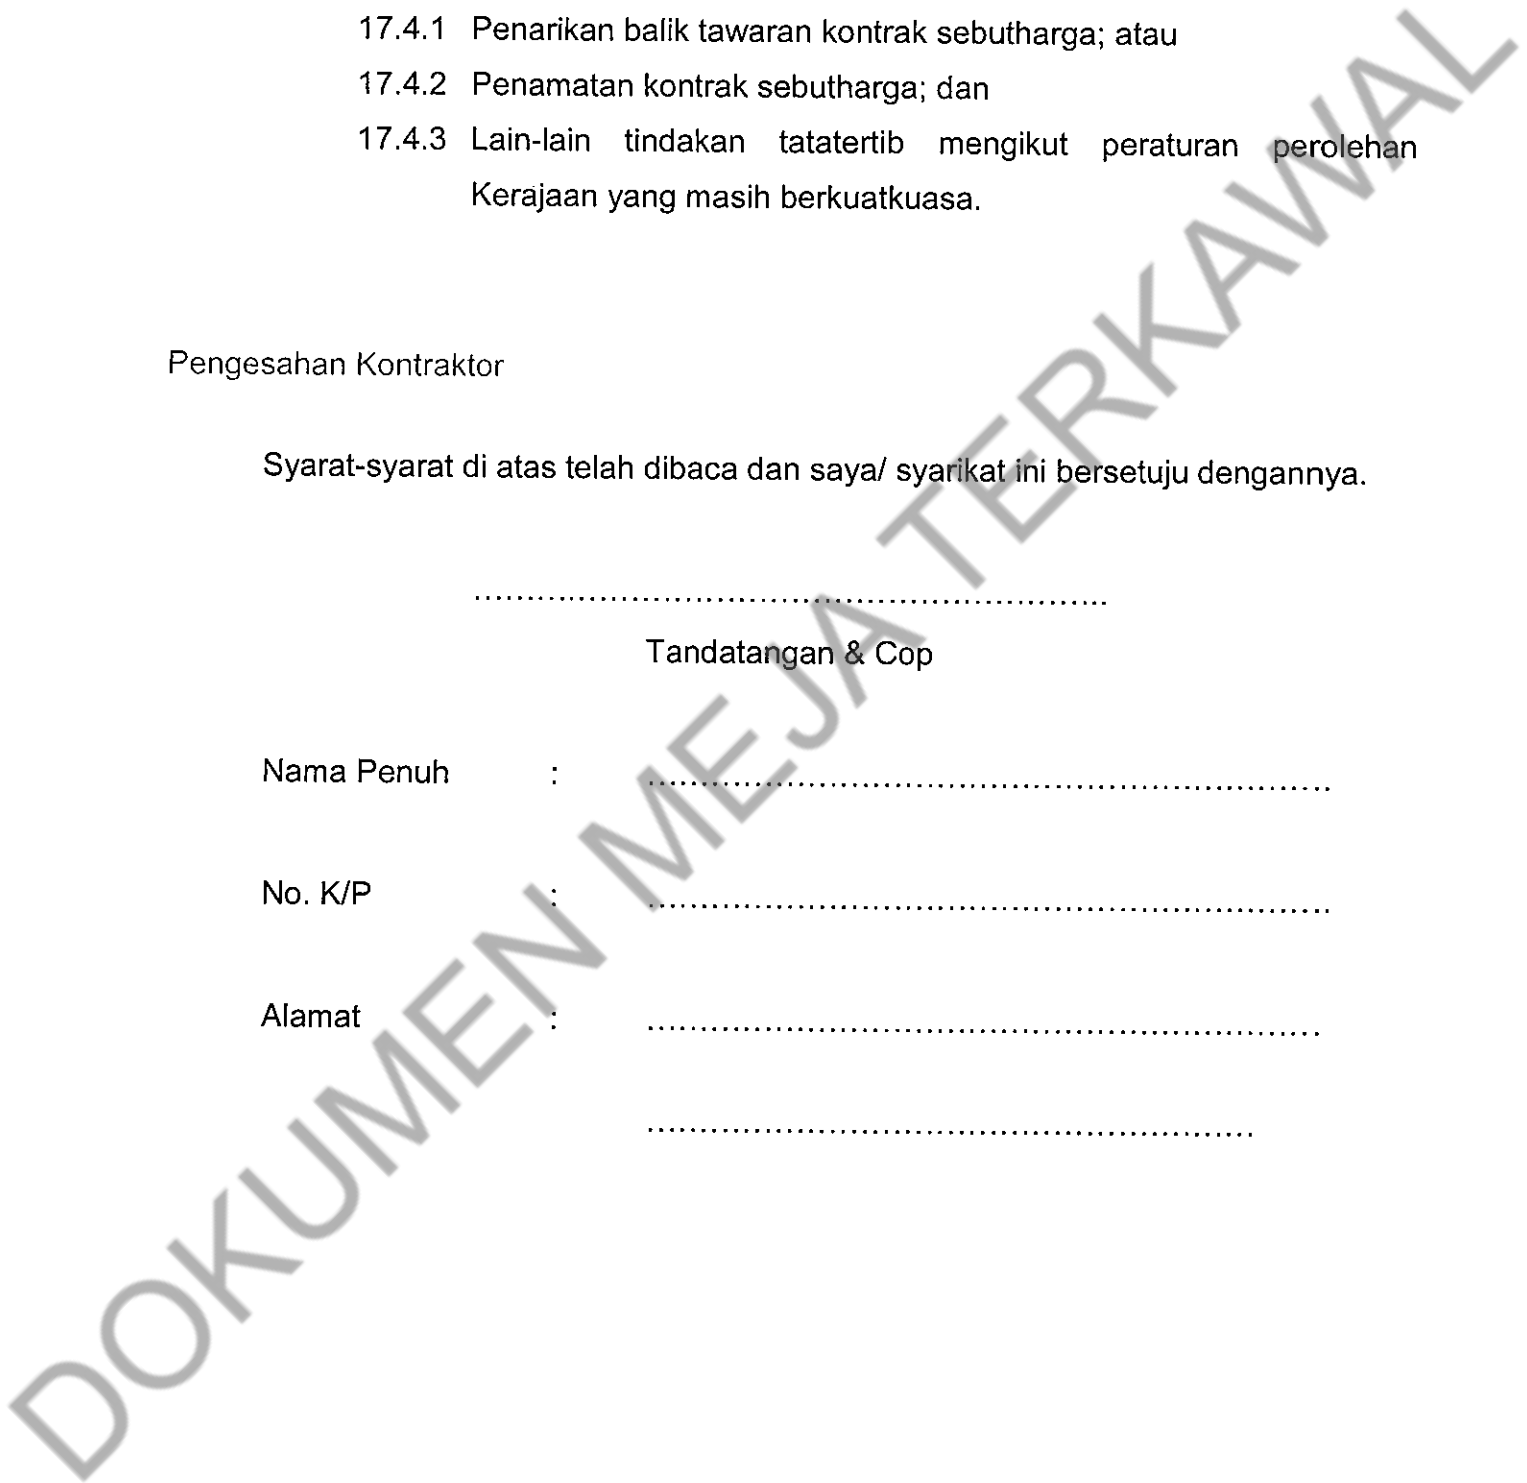 17.4.1 Penarikan balik tawaran kontrak sebutharga; atau
17.4.2 Penamatan kontrak sebutharga; dan
17.4.3 Lain-lain tindakan tatatertib mengikut peraturan perolehan
Kerajaan yang masih berkuatkuasa.
Pengesahan Kontraktor
Syarat-syarat di atas telah dibaca dan saya/ syarikat ini bersetuju dengannya.
............................................................
Tandatangan & Cop
Nama Penuh : ................................................................
No. K/P : ................................................................
Alamat : ...............................................................
.........................................................
DOKUMEN MEJA TERKAWAL